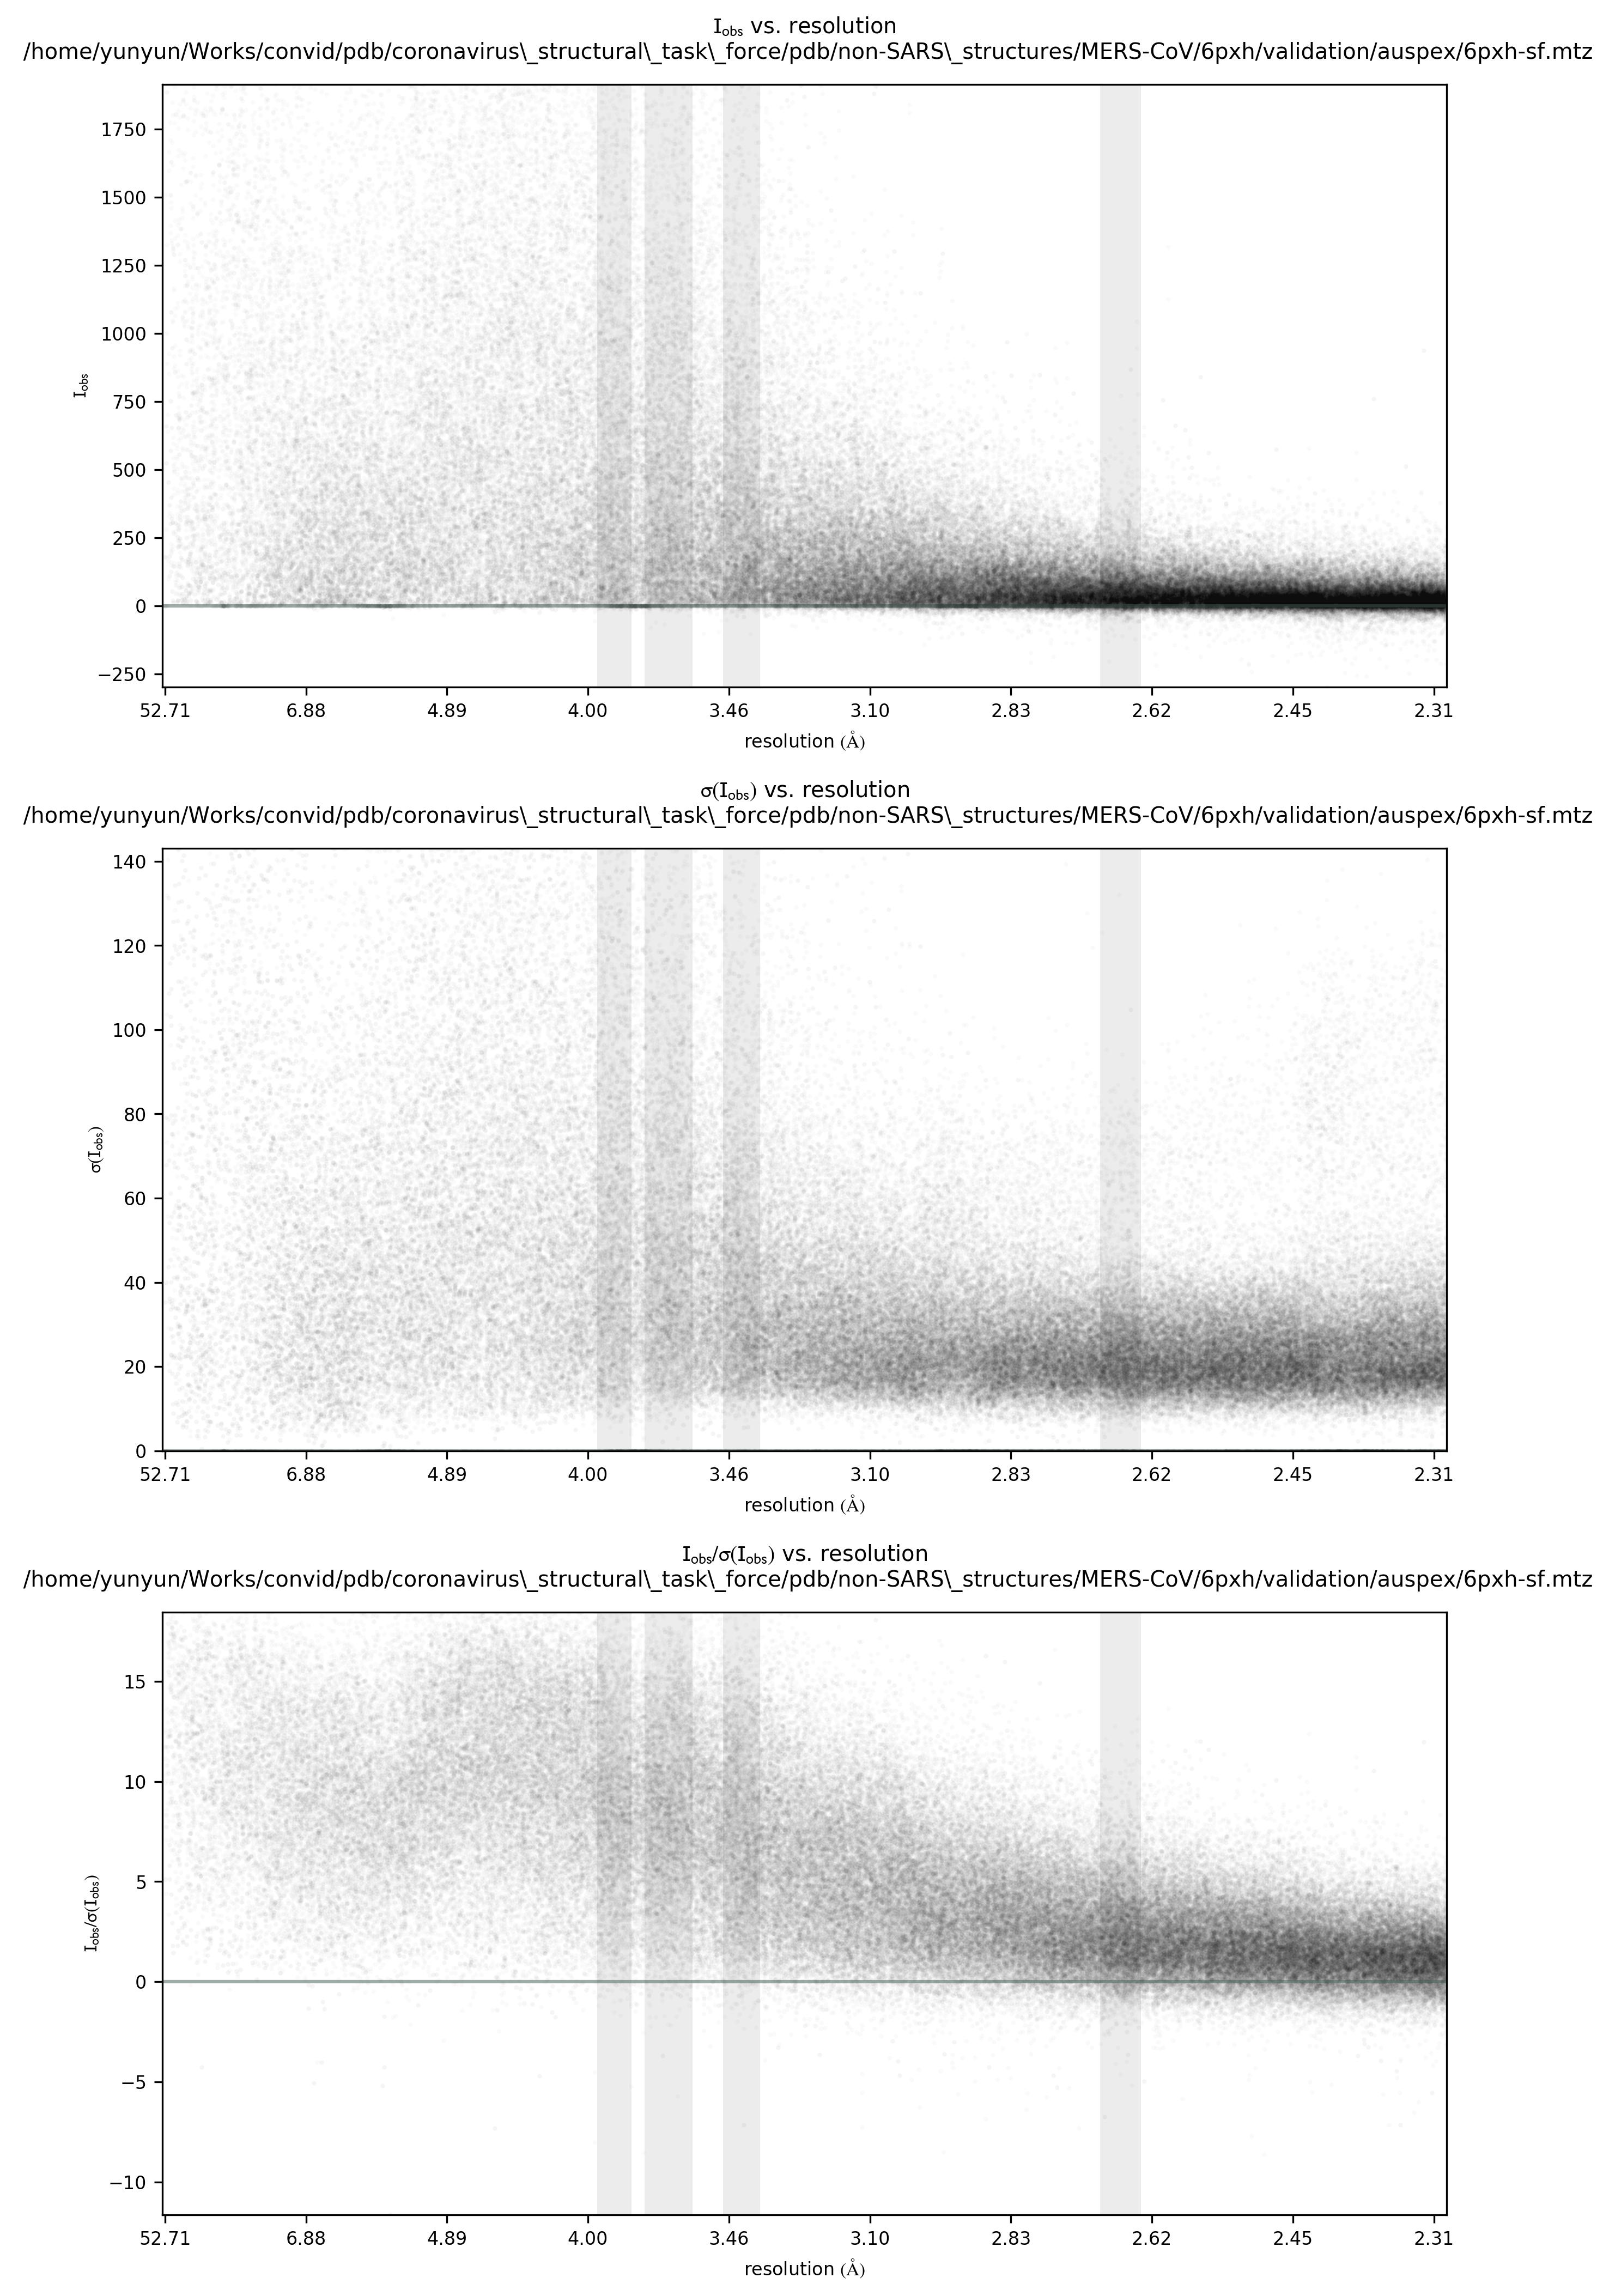 I_obs vs. resolution
/home/yunyun/Works/convid/pdb/coronavirus\_structural\_task\_force/pdb/non-SARS\_structures/MERS-CoV/6pxh/validation/auspex/6pxh-sf.mtz
1750
1500
1250
1000
750
500
250
0
−250
I_obs
52.71 6.88 4.89 4.00 3.46 3.10 2.83 2.62 2.45 2.31
resolution (Å)
σ(I_obs) vs. resolution
/home/yunyun/Works/convid/pdb/coronavirus\_structural\_task\_force/pdb/non-SARS\_structures/MERS-CoV/6pxh/validation/auspex/6pxh-sf.mtz
140
120
100
80
60
40
20
0
σ(I_obs)
52.71 6.88 4.89 4.00 3.46 3.10 2.83 2.62 2.45 2.31
resolution (Å)
I_obs/σ(I_obs) vs. resolution
/home/yunyun/Works/convid/pdb/coronavirus\_structural\_task\_force/pdb/non-SARS\_structures/MERS-CoV/6pxh/validation/auspex/6pxh-sf.mtz
15
10
5
0
−5
−10
I_obs/σ(I_obs)
52.71 6.88 4.89 4.00 3.46 3.10 2.83 2.62 2.45 2.31
resolution (Å)